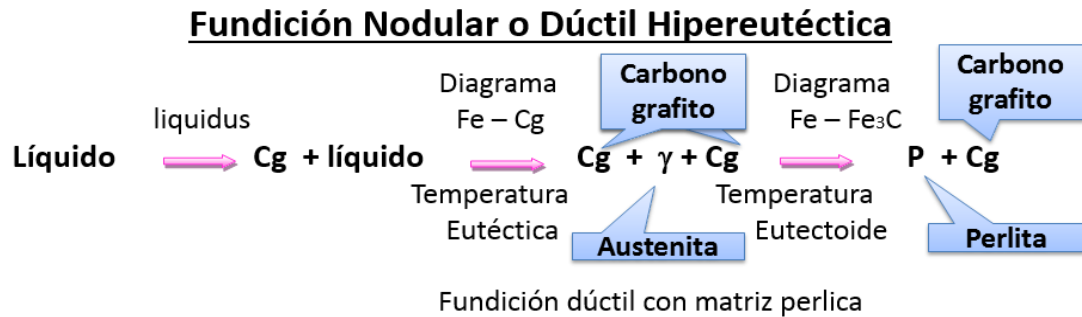 Fundición Nodular o Dúctil Hipereutéctica
liquidus
Diagrama
Fe – Cg
Carbono
grafito
Diagrama
Fe – Fe₃C
Carbono
grafito
Líquido
Cg + líquido
Cg + γ + Cg
P + Cg
Temperatura
Eutéctica
Austenita
Temperatura
Eutectoide
Perlita
Fundición dúctil con matriz perlica